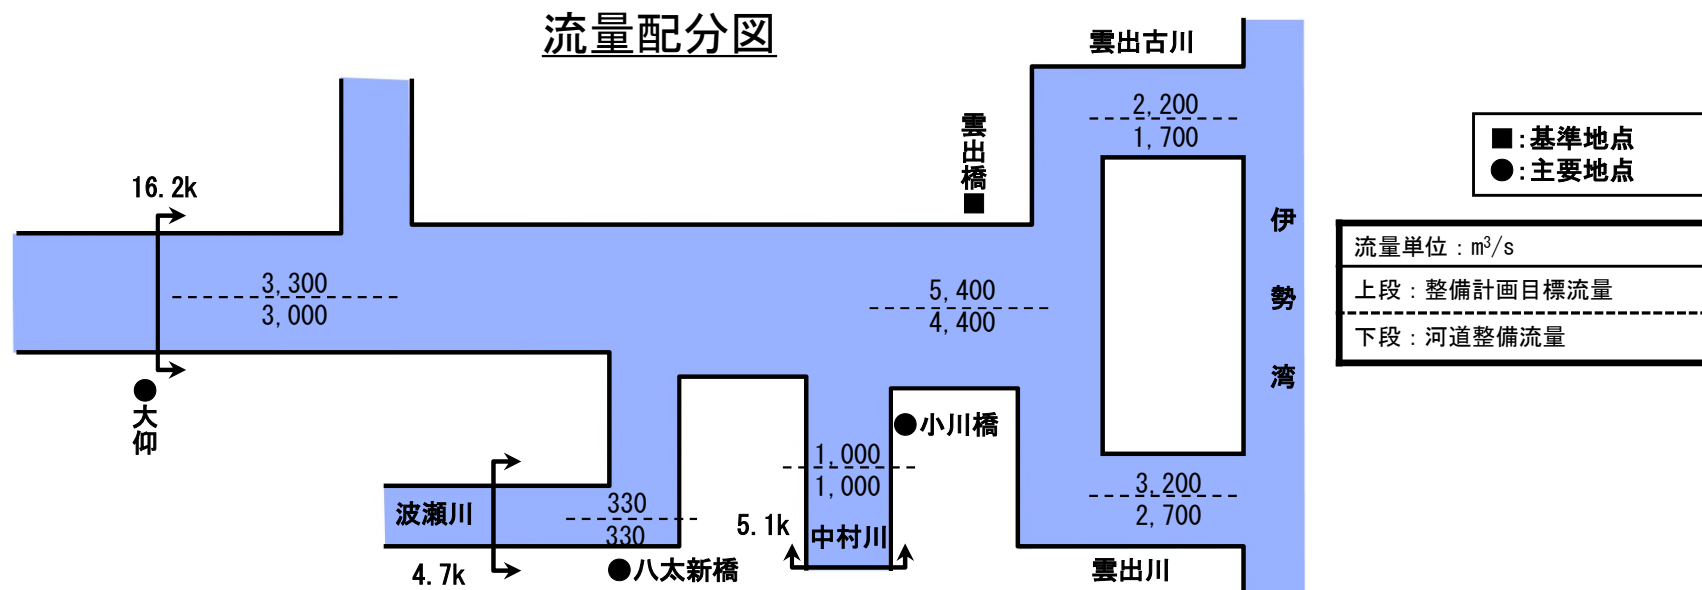 流量配分図
雲出古川
2,200
1,700
雲出橋
■:基準地点
●:主要地点
16.2k
伊勢湾
流量単位：m³/s
上段：整備計画目標流量
下段：河道整備流量
3,300
3,000
5,400
4,400
大仰
小川橋
1,000
1,000
3,200
2,700
波瀬川
330
330
5.1k
中村川
4.7k
八太新橋
雲出川